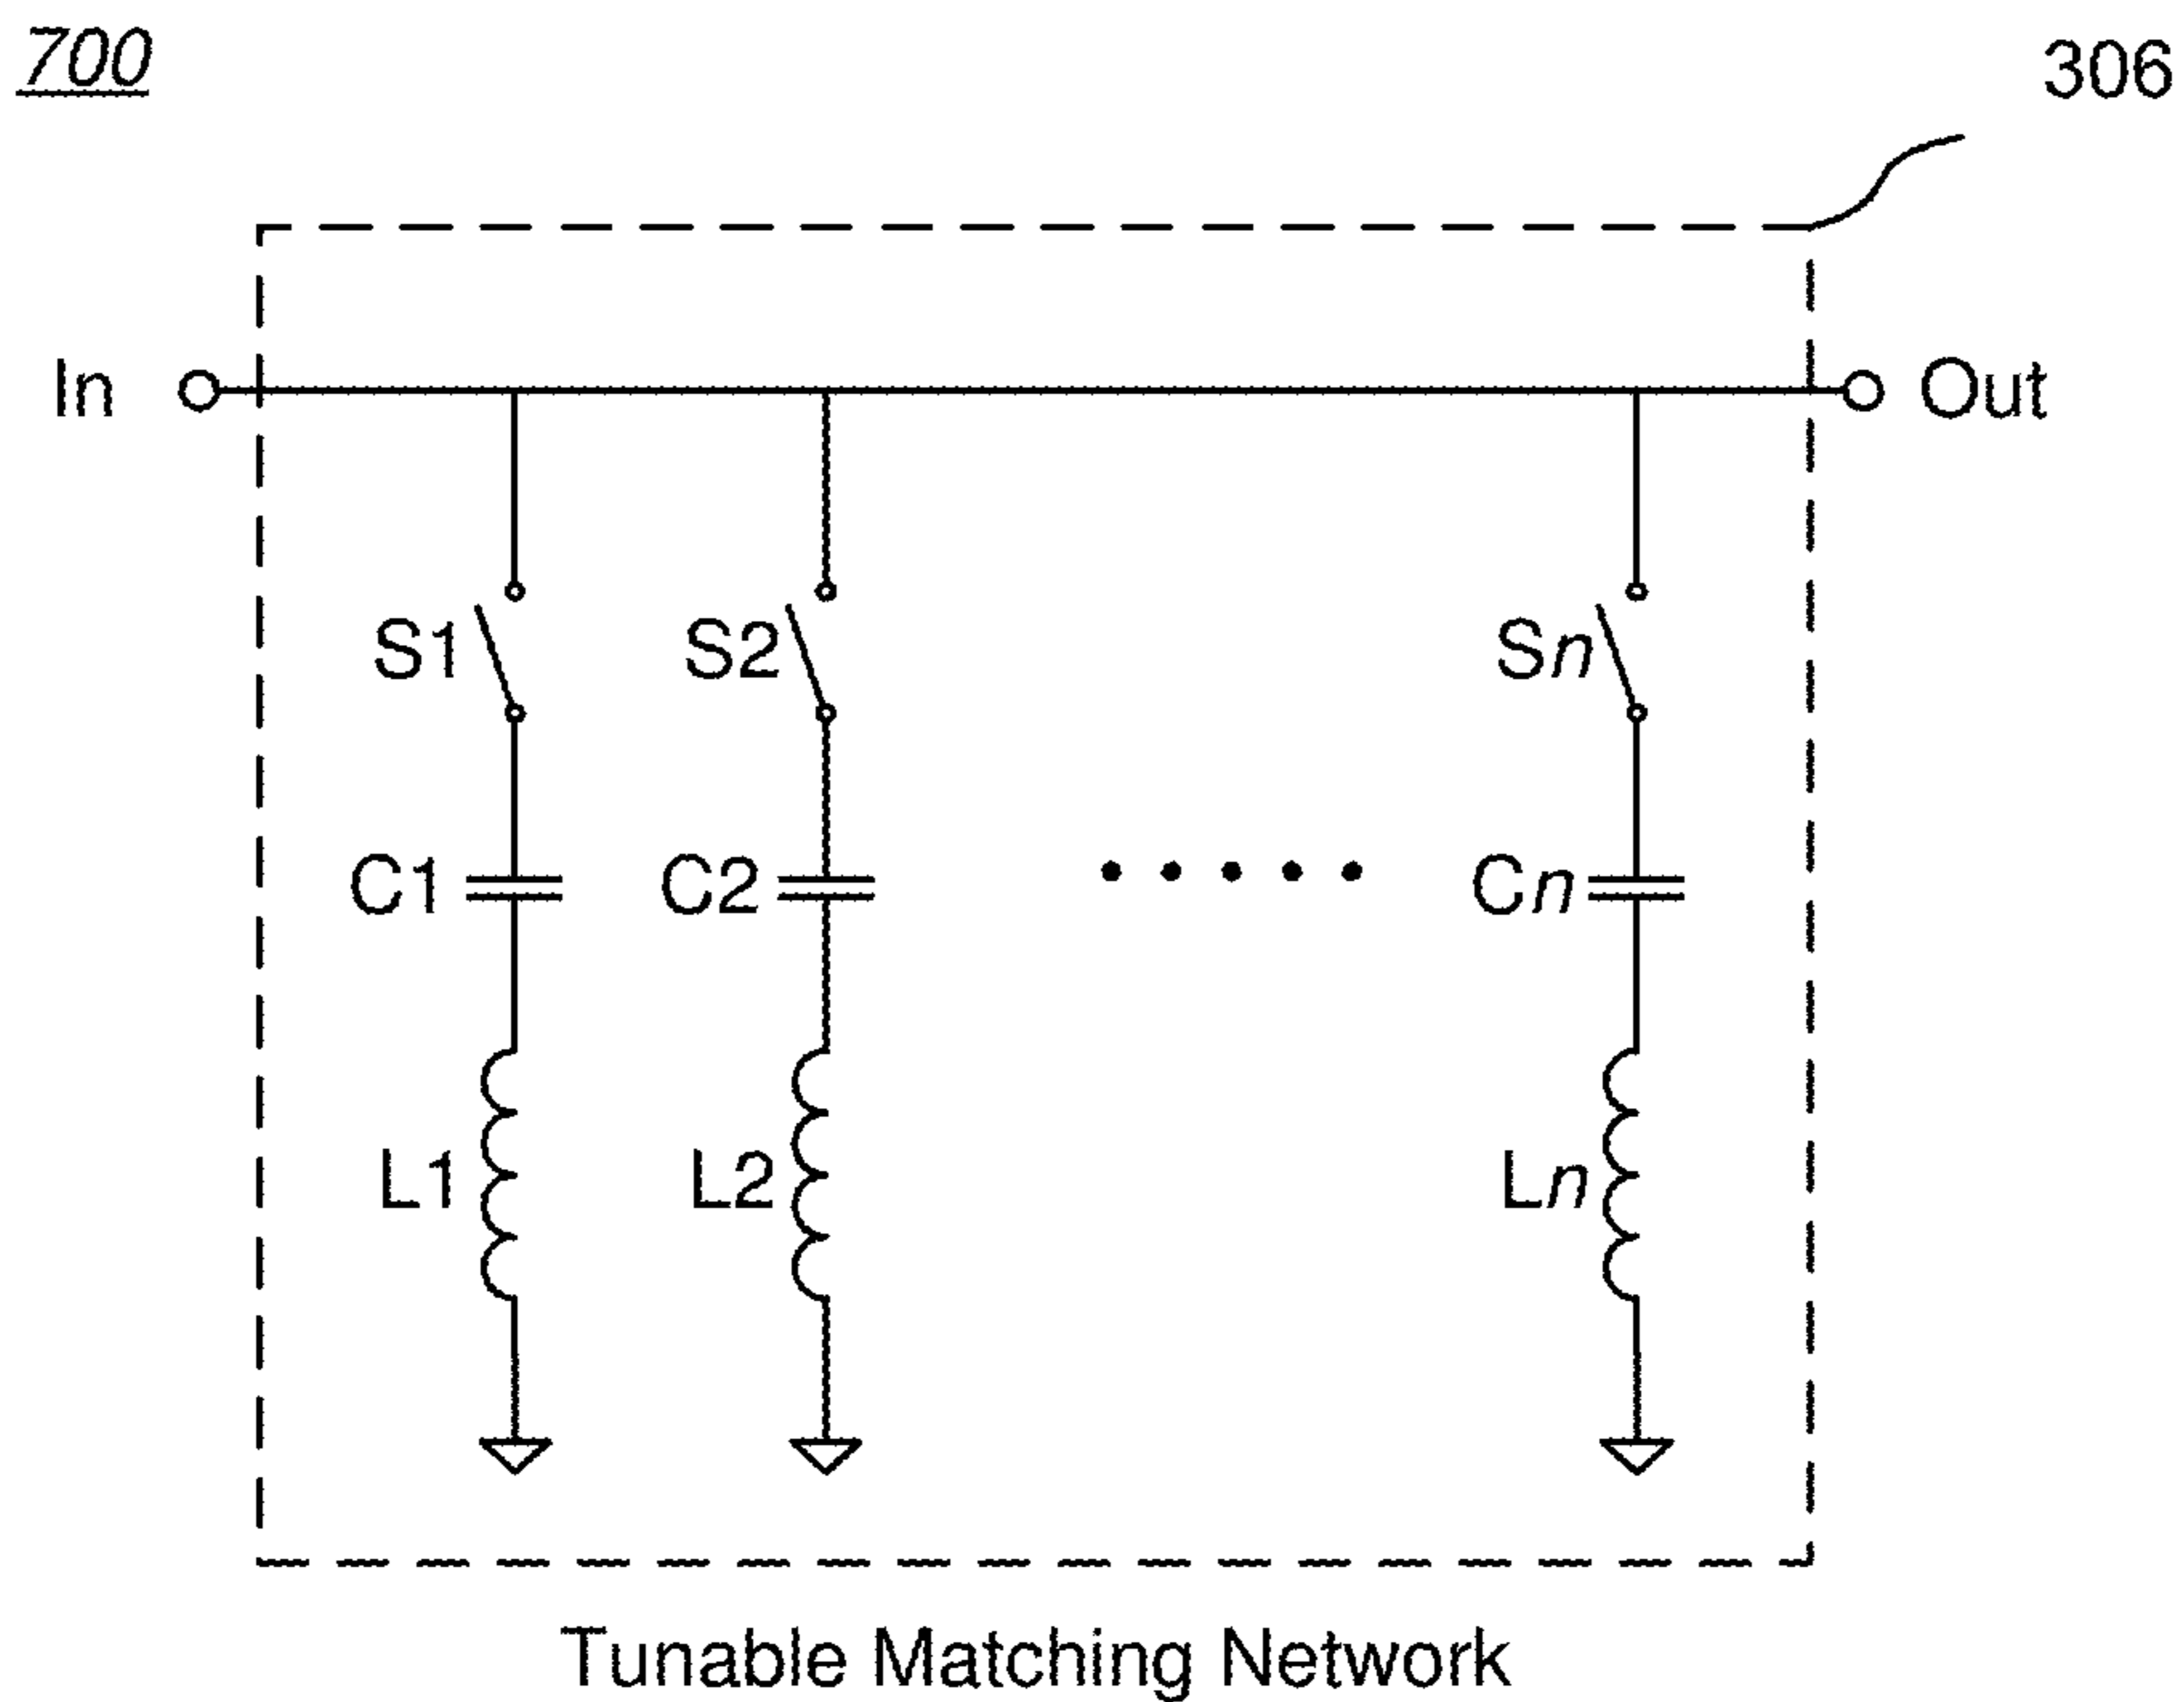 700
306
In
Out
S1
S2
Sn
C1
C2
Cn
L1
L2
Ln
Tunable Matching Network